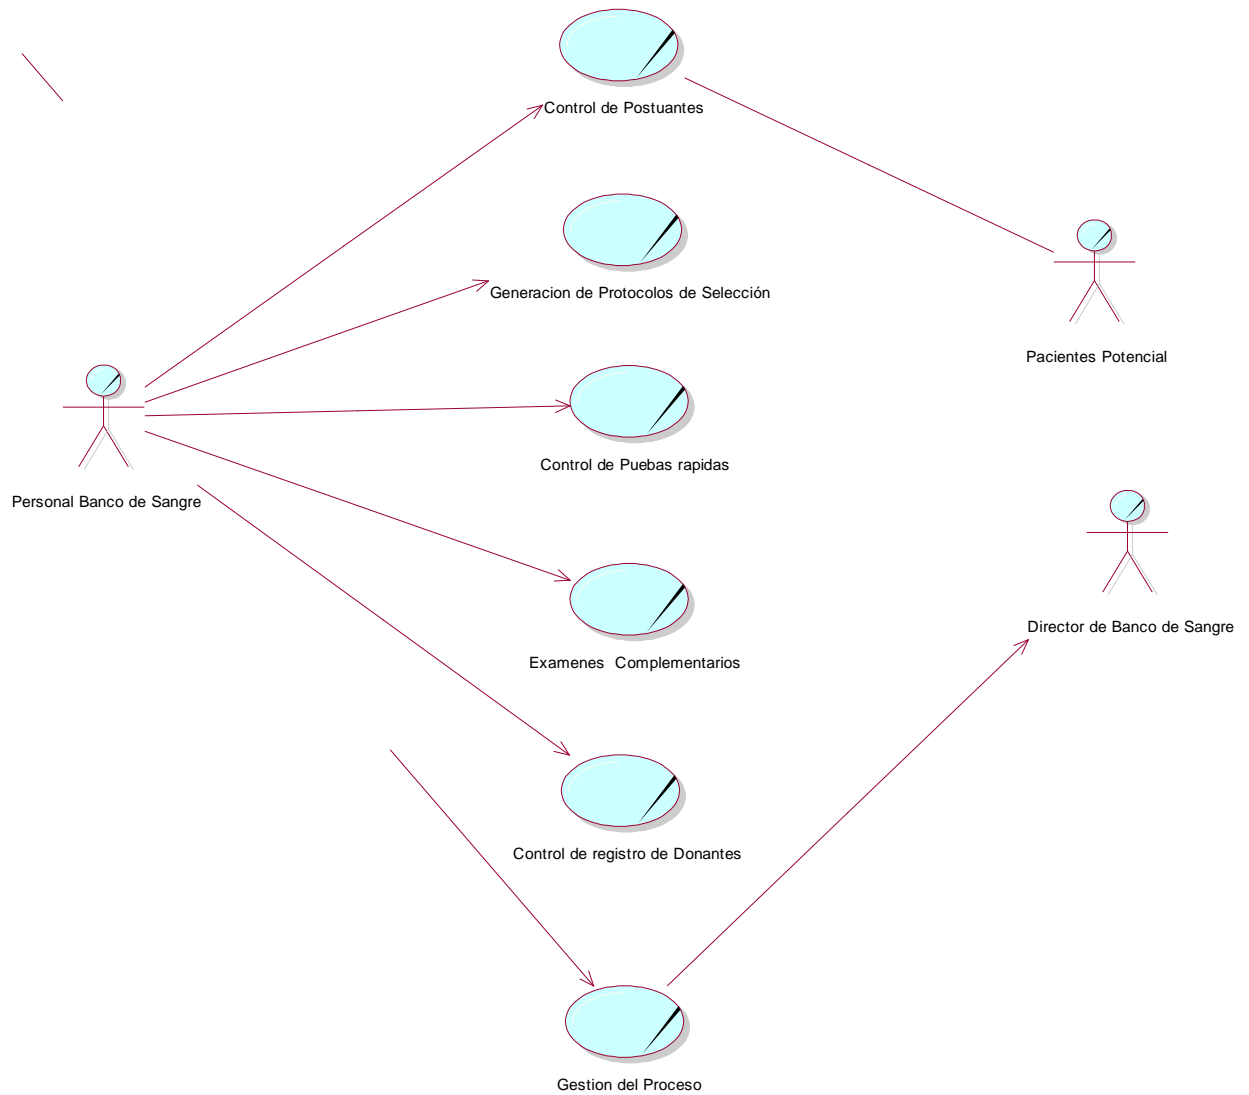 Control de Postuantes
Generacion de Protocolos de Selección
Pacientes Potencial
Control de Puebas rapidas
Personal Banco de Sangre
Director de Banco de Sangre
Examenes  Complementarios
Control de registro de Donantes
Gestion del Proceso